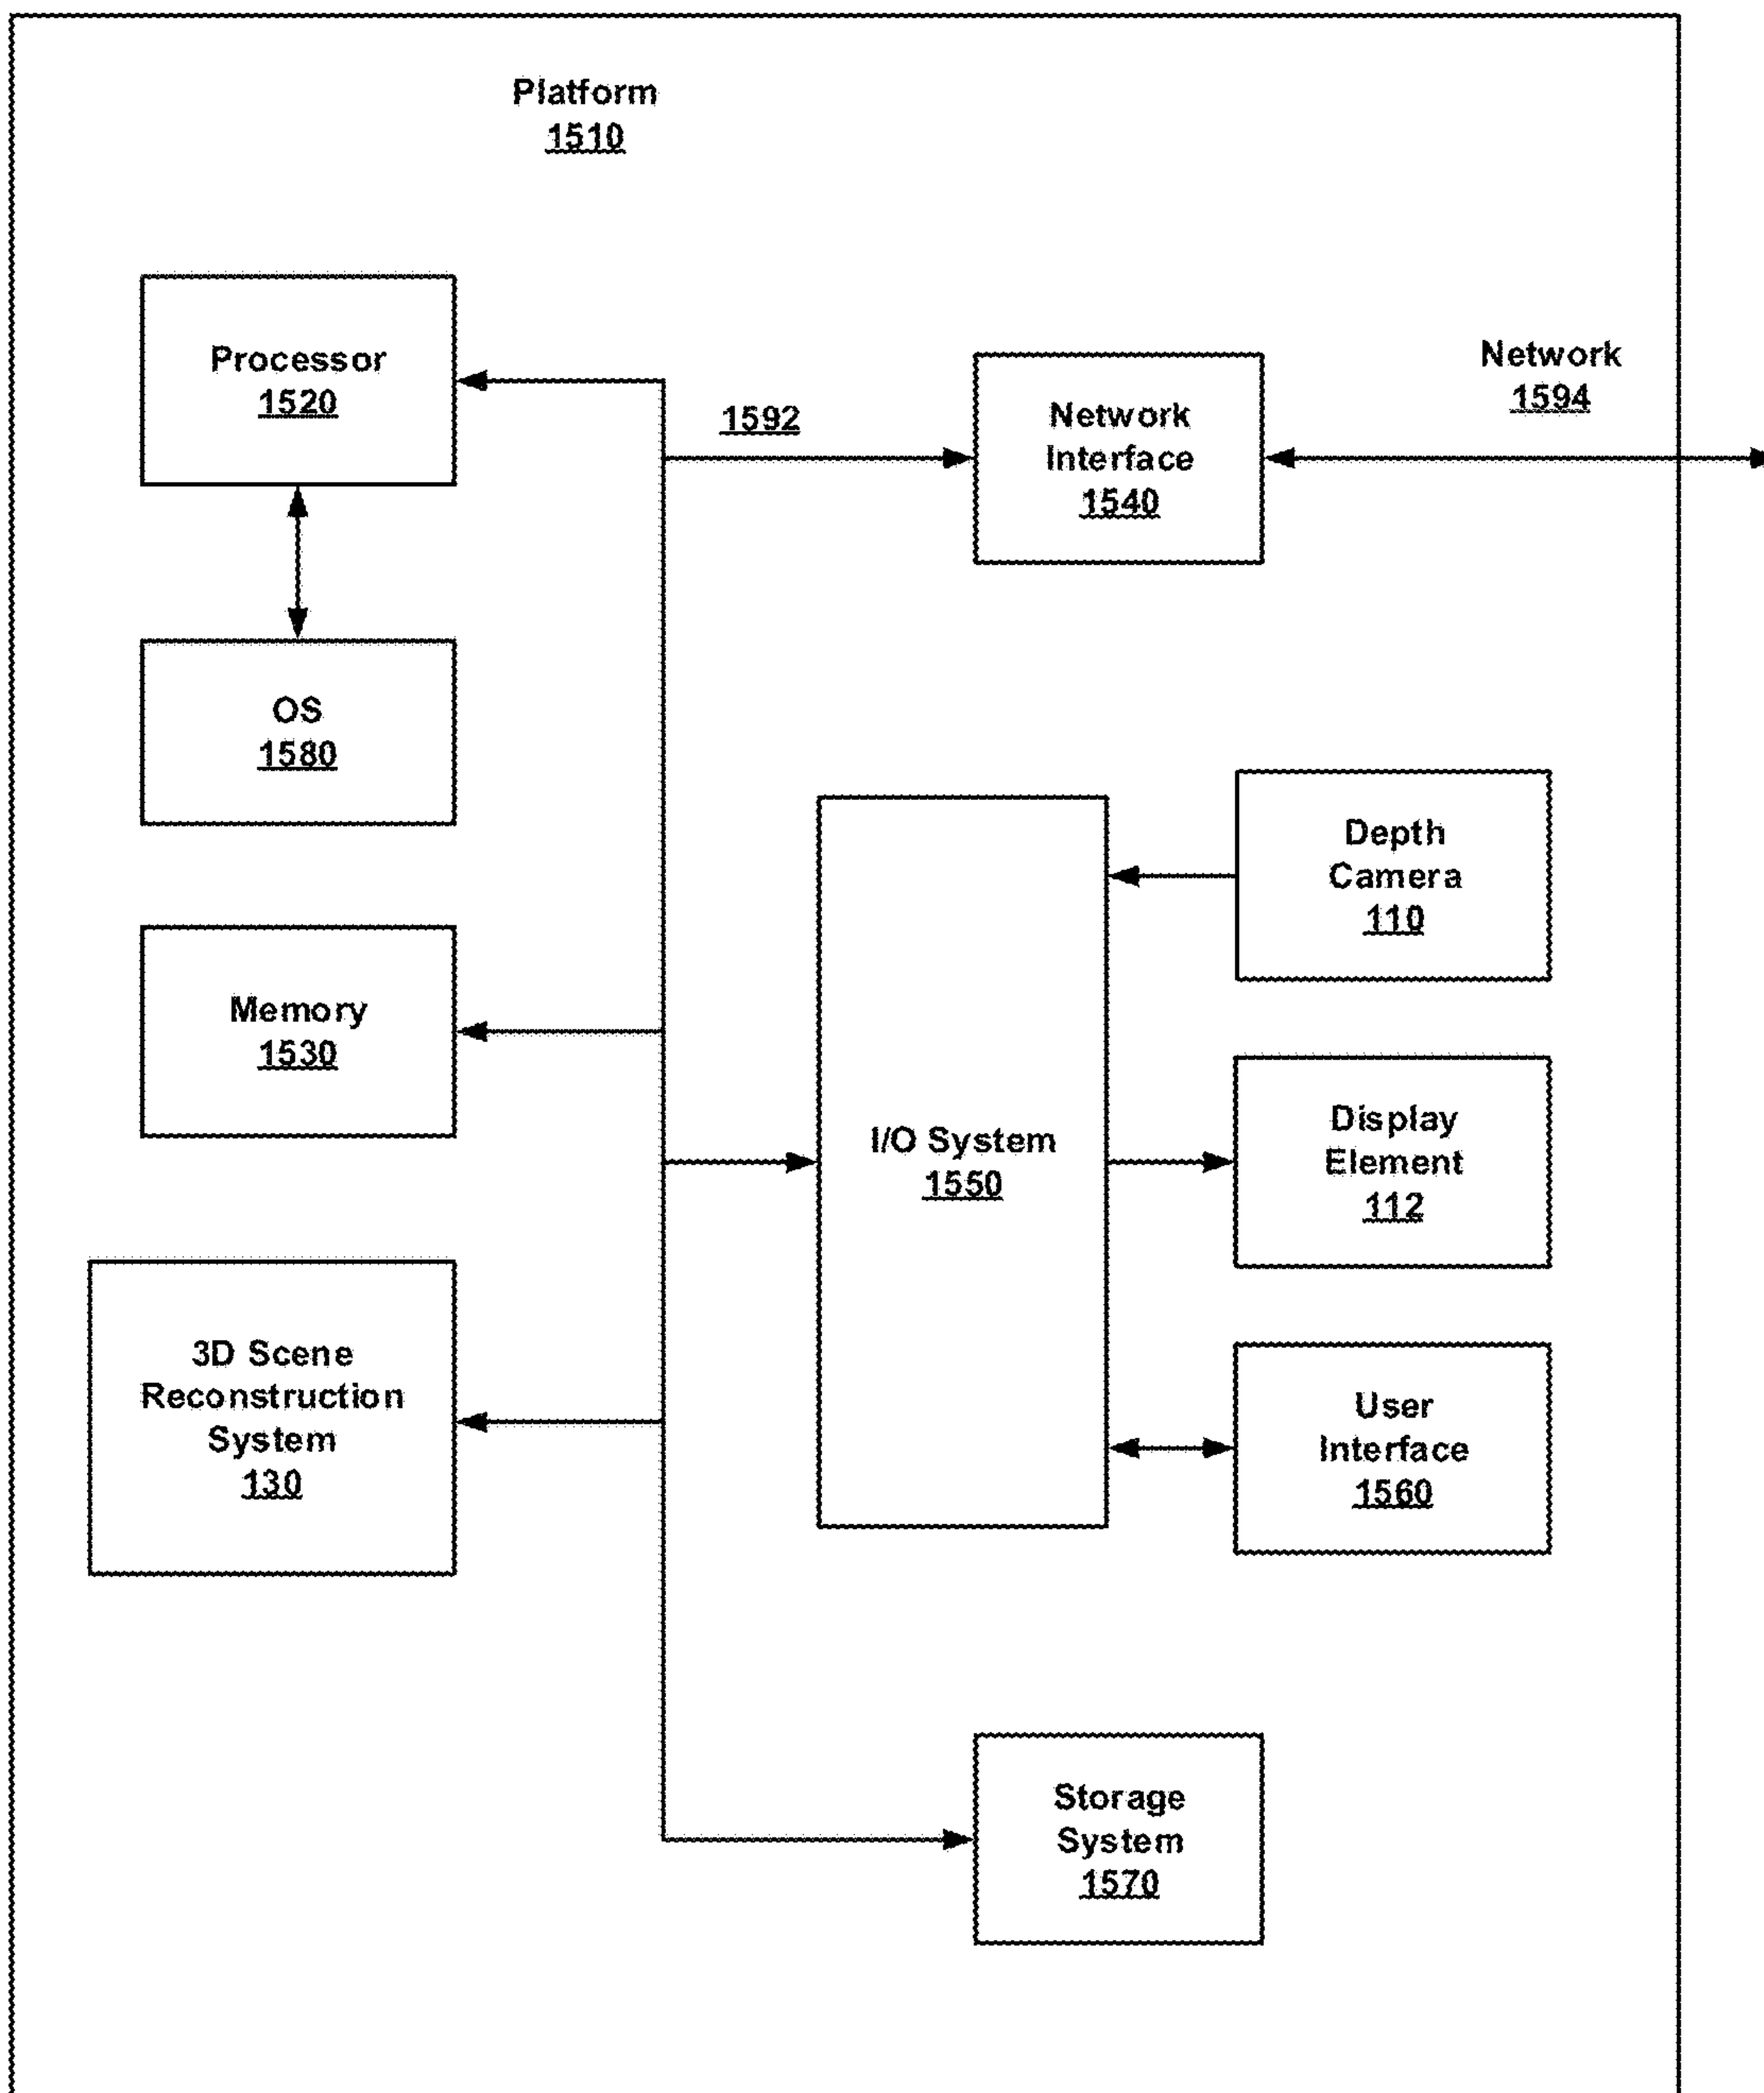 Platform
1510
Processor
1520
1592
Network
Interface
1540
Network
1594
OS
1580
Depth
Camera
110
Memory
1530
I/O System
1550
Display
Element
112
3D Scene
Reconstruction
System
130
User
Interface
1560
Storage
System
1570